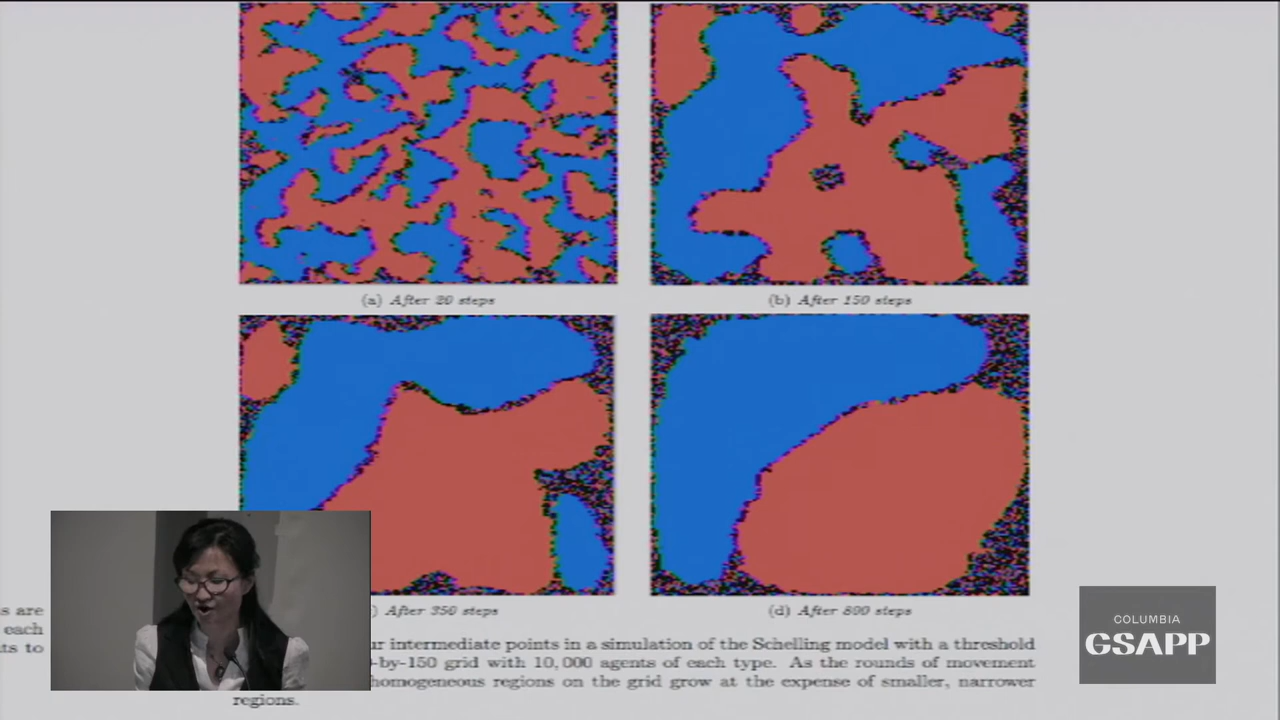 (a) After 20 steps
(b) After 150 steps
) After 350 steps
(d) After 800 steps
s are
each
ts to
ur intermediate points in a simulation of the Schelling model with a threshold
-by-150 grid with 10,000 agents of each type. As the rounds of movement
homogeneous regions on the grid grow at the expense of smaller, narrower
regions.
COLUMBIA
GSAPP